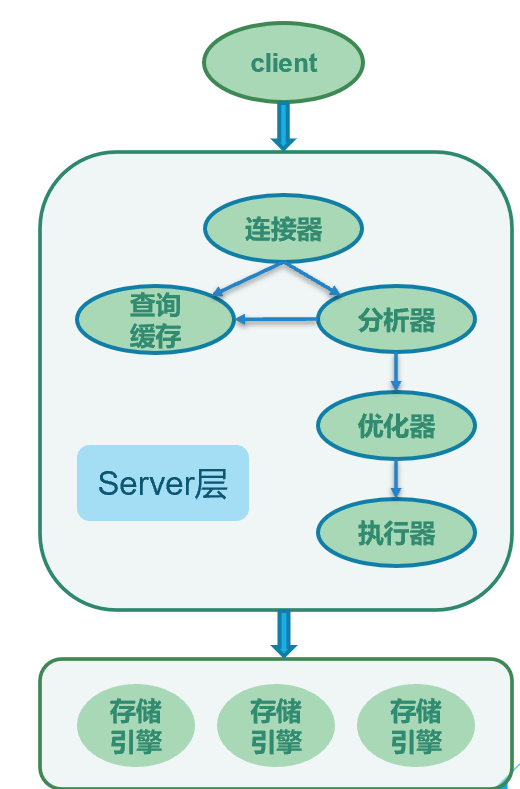 client
连接器
查询
缓存
分析器
优化器
Server层
执行器
存储
引擎
存储
引擎
存储
引擎